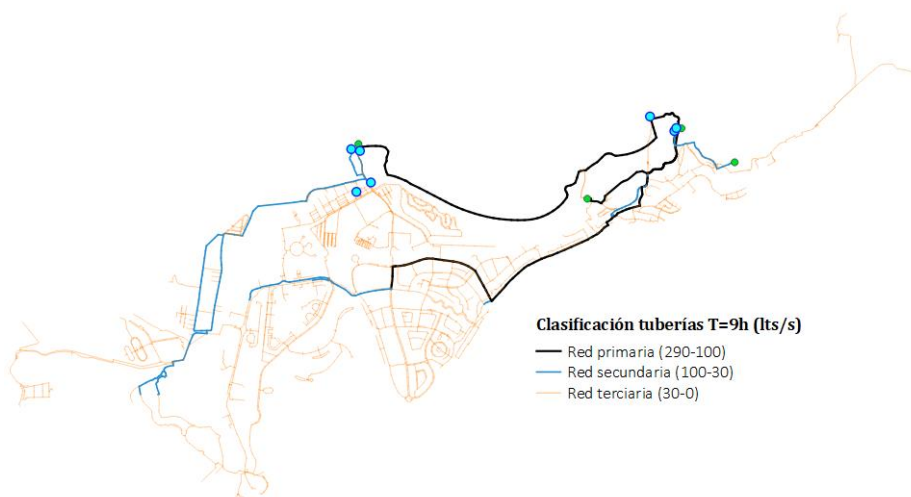 Clasificación tuberías T=9h (lts/s)
Red primaria (290-100)
Red secundaria (100-30)
Red terciaria (30-0)